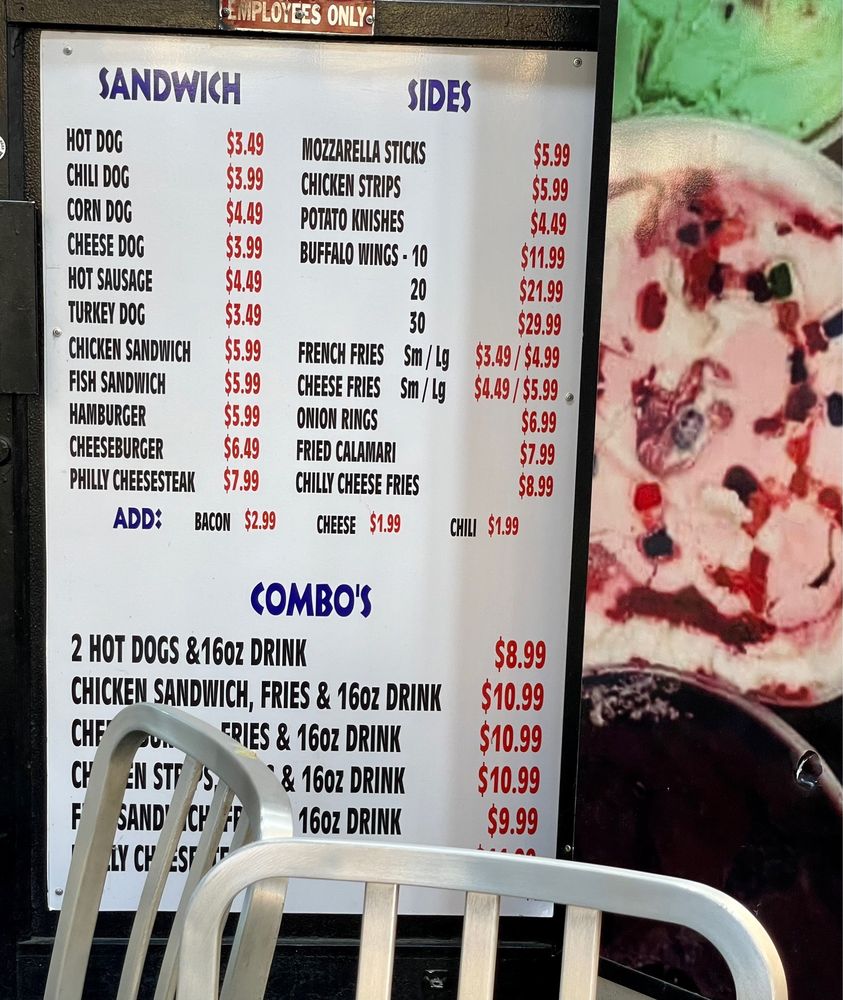 EMPLOYEES ONLY
SANDWICH
HOT DOG $3.49
CHILI DOG $3.99
CORN DOG $4.49
CHEESE DOG $3.99
HOT SAUSAGE $4.49
TURKEY DOG $3.49
CHICKEN SANDWICH $5.99
FISH SANDWICH $5.99
HAMBURGER $5.99
CHEESEBURGER $6.49
PHILLY CHEESESTEAK $7.99
SIDES
MOZZARELLA STICKS $5.99
CHICKEN STRIPS $5.99
POTATO KNISHES $4.49
BUFFALO WINGS - 10 $11.99
20 $21.99
30 $29.99
FRENCH FRIES Sm / Lg $3.49 / $4.99
CHEESE FRIES Sm / Lg $4.49 / $5.99
ONION RINGS $6.99
FRIED CALAMARI $7.99
CHILLY CHEESE FRIES $8.99
ADD: BACON $2.99 CHEESE $1.99 CHILI $1.99
COMBO'S
2 HOT DOGS &16oz DRINK $8.99
CHICKEN SANDWICH, FRIES & 16oz DRINK $10.99
FRIES & 16oz DRINK $10.99
& 16oz DRINK $10.99
SANDWICH 16oz DRINK $9.99